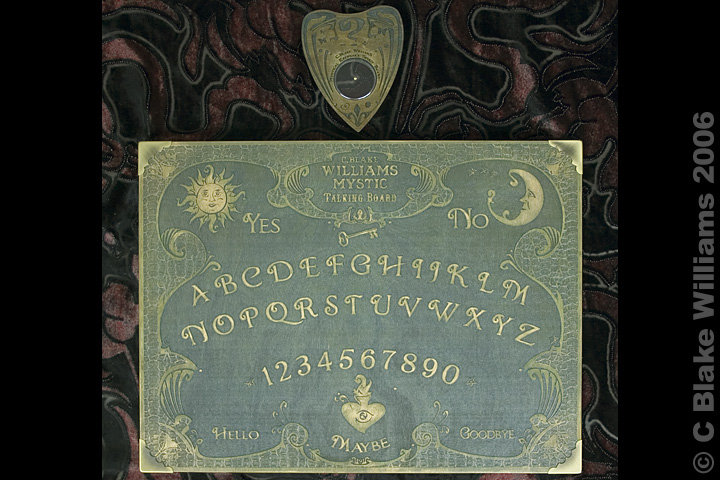 C. BLAKE
WILLIAMS
MYSTIC
TALKING BOARD
YES
NO
ABCDEFGHIJKLM
NOPQRSTUVWXYZ
1234567890
HELLO
MAYBE
GOODBYE
© C Blake Williams 2006